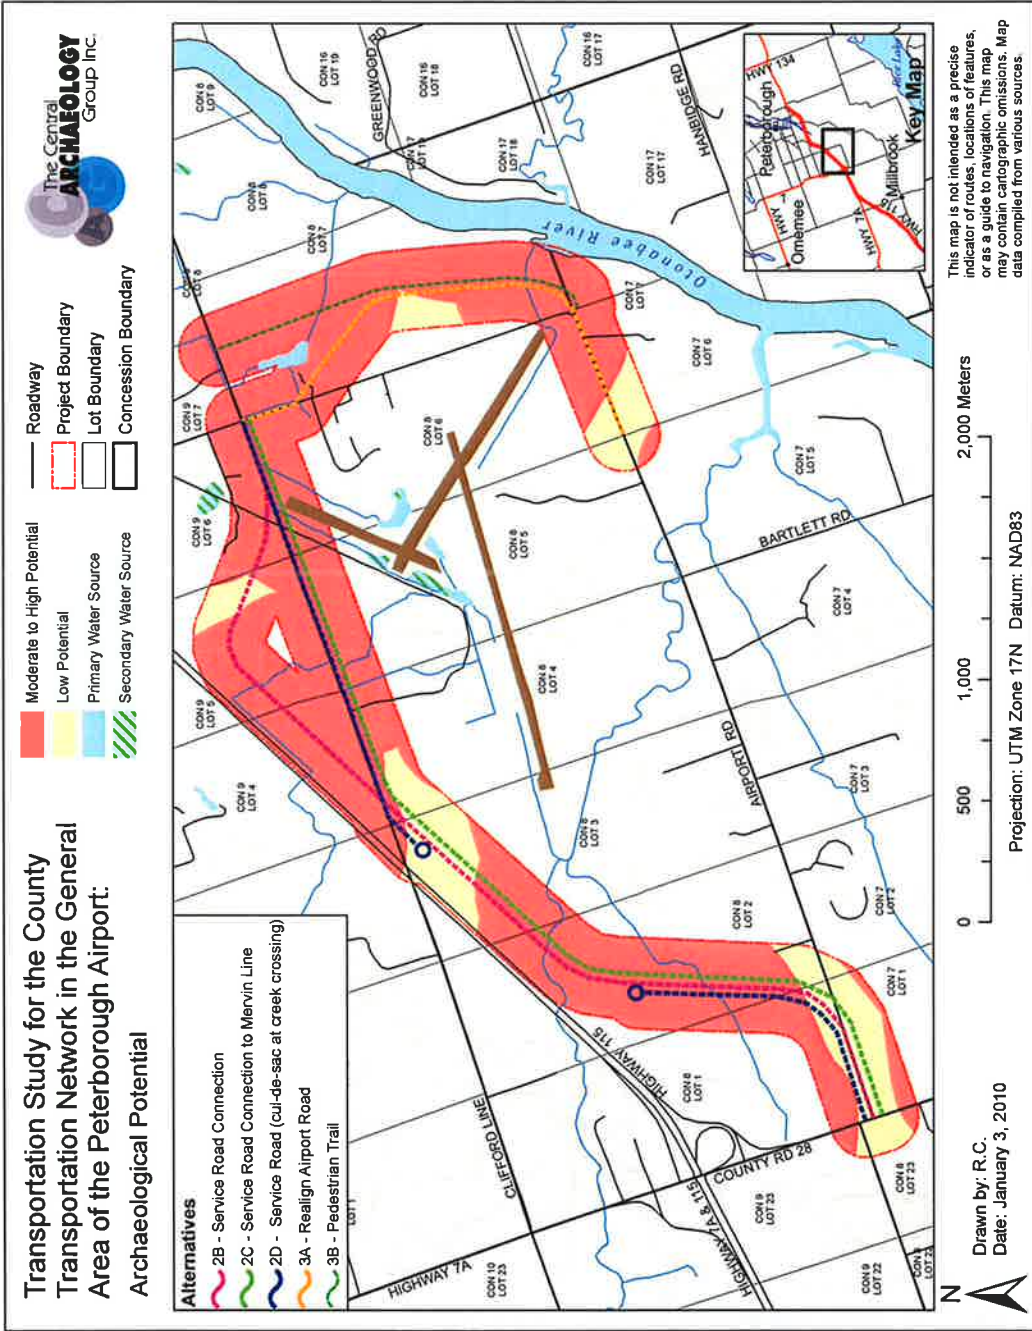 Transportation Study for the County
Transportation Network in the General
Area of the Peterborough Airport:
Archaeological Potential
Moderate to High Potential
Low Potential
Primary Water Source
Secondary Water Source
Roadway
Project Boundary
Lot Boundary
Concession Boundary
The Central
ARCHAEOLOGY
Group Inc.
Alternatives
2B - Service Road Connection
2C - Service Road Connection to Mervin Line
2D - Service Road (cul-de-sac at creek crossing)
3A - Realign Airport Road
3B - Pedestrian Trail
LOT 1
CON 9
LOT 4
CON 9
LOT 5
CON 9
LOT 6
CON 9
LOT 7
LOT 8
CON 8
LOT 9
CON 8
LOT 8
CON 8
LOT 7
CON 16
LOT 19
GREENWOOD RD
CON 16
LOT 18
CON 16
LOT 17
CON 17
LOT 18
CON 17
LOT 17
HANBIDGE RD
Otonabee River
CON 7
CON 7
LOT 6
CON 8
LOT 6
CON 8
LOT 5
CON 8
LOT 4
CON 8
LOT 3
CON 8
LOT 2
CON 8
LOT 1
CON 7
LOT 5
BARTLETT RD
CON 7
LOT 4
AIRPORT RD
CON 7
LOT 3
CON 7
LOT 2
CON 7
LOT 1
CLIFFORD LINE
HIGHWAY 115
COUNTY RD 28
HIGHWAY 7A & 115
HIGHWAY 7A
CON 10
LOT 23
CON 9
LOT 23
CON 9
LOT 22
CON 8
LOT 23
LOT 22
HWY 134
Peterborough
HWY 7
Omemee
HWY 7A
Millbrook
HWY 115
Rice Lake
Key Map
N
Drawn by: R.C.
Date: January 3, 2010
0 500 1,000 2,000 Meters
Projection: UTM Zone 17N Datum: NAD83
This map is not intended as a precise
indicator of routes, locations of features,
or as a guide to navigation. This map
may contain cartographic omissions. Map
data compiled from various sources.